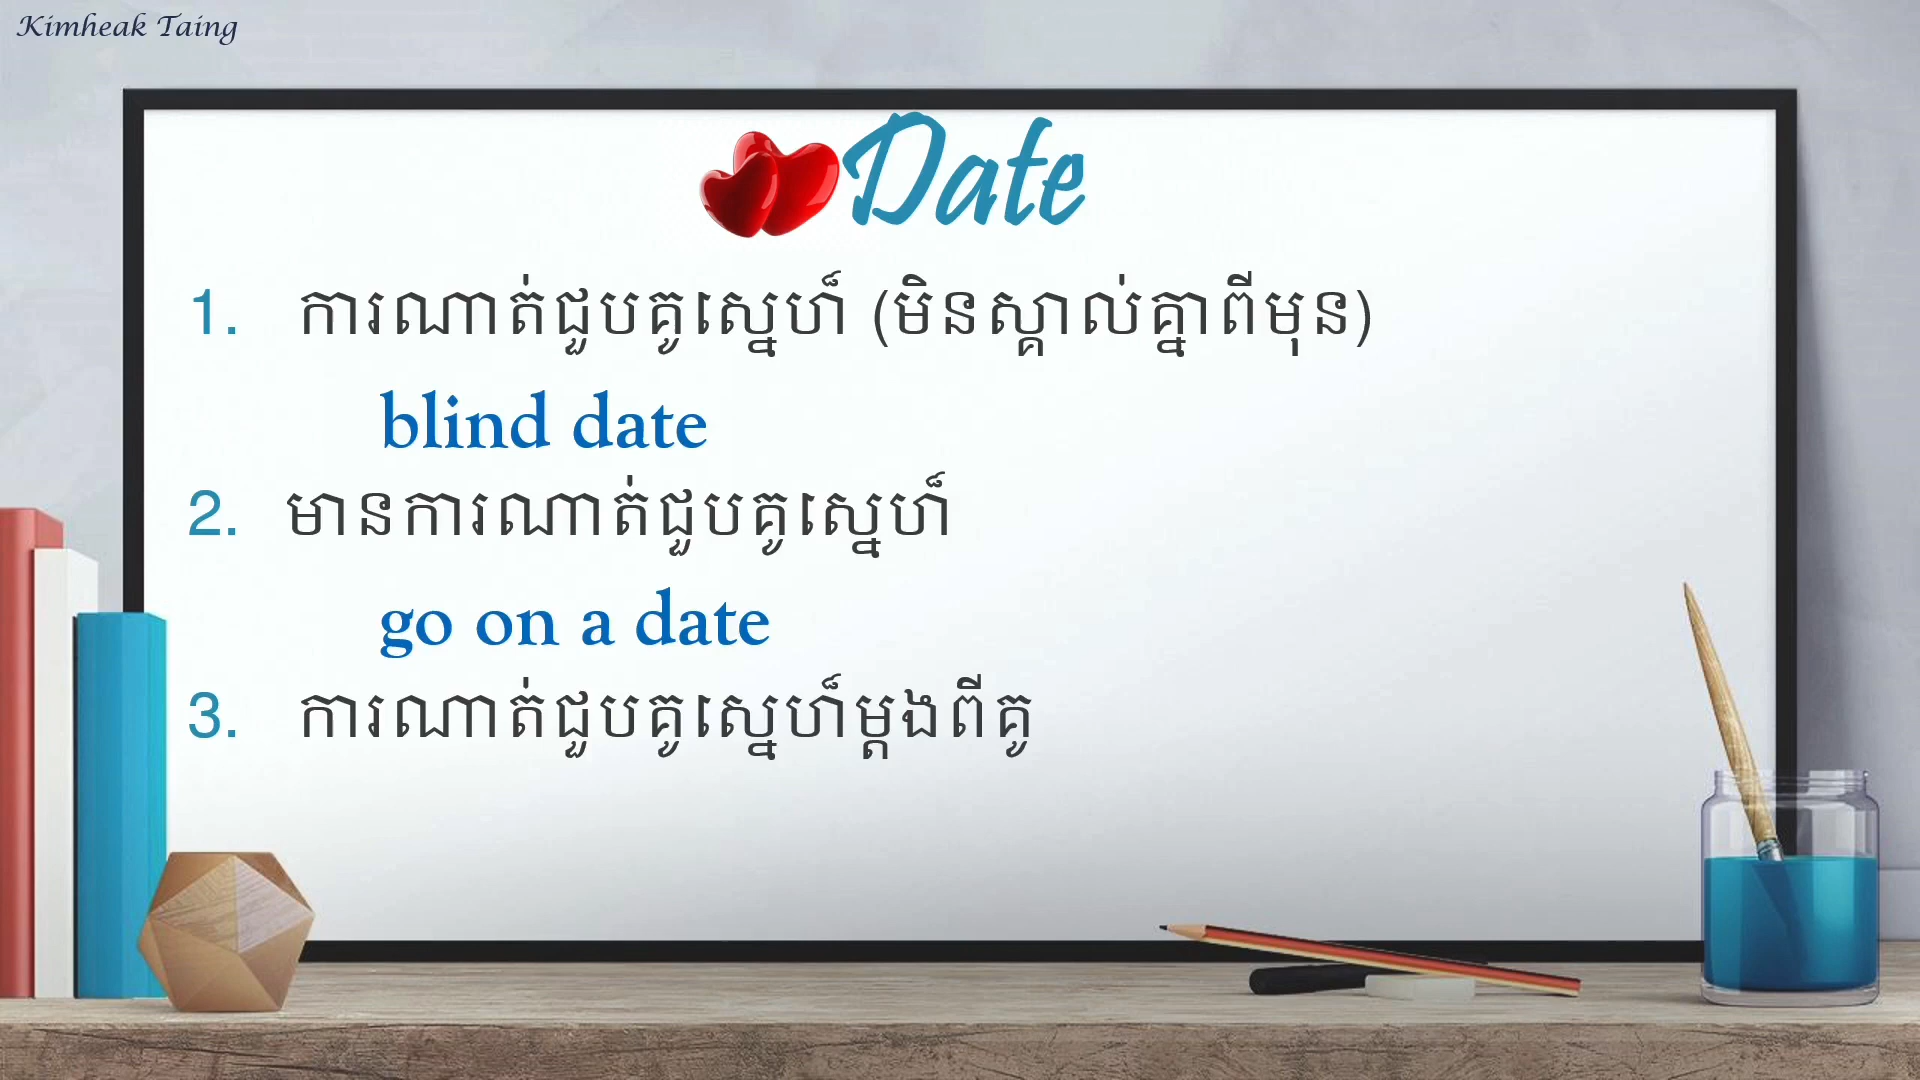 Kimheak Taing
Date
1. ការណាត់ជួបគូស្នេហ៏ (មិនស្គាល់គ្នាពីមុន)
blind date
2. មានការណាត់ជួបគូស្នេហ៏
go on a date
3. ការណាត់ជួបគូស្នេហ៏ម្ដងពីគូ